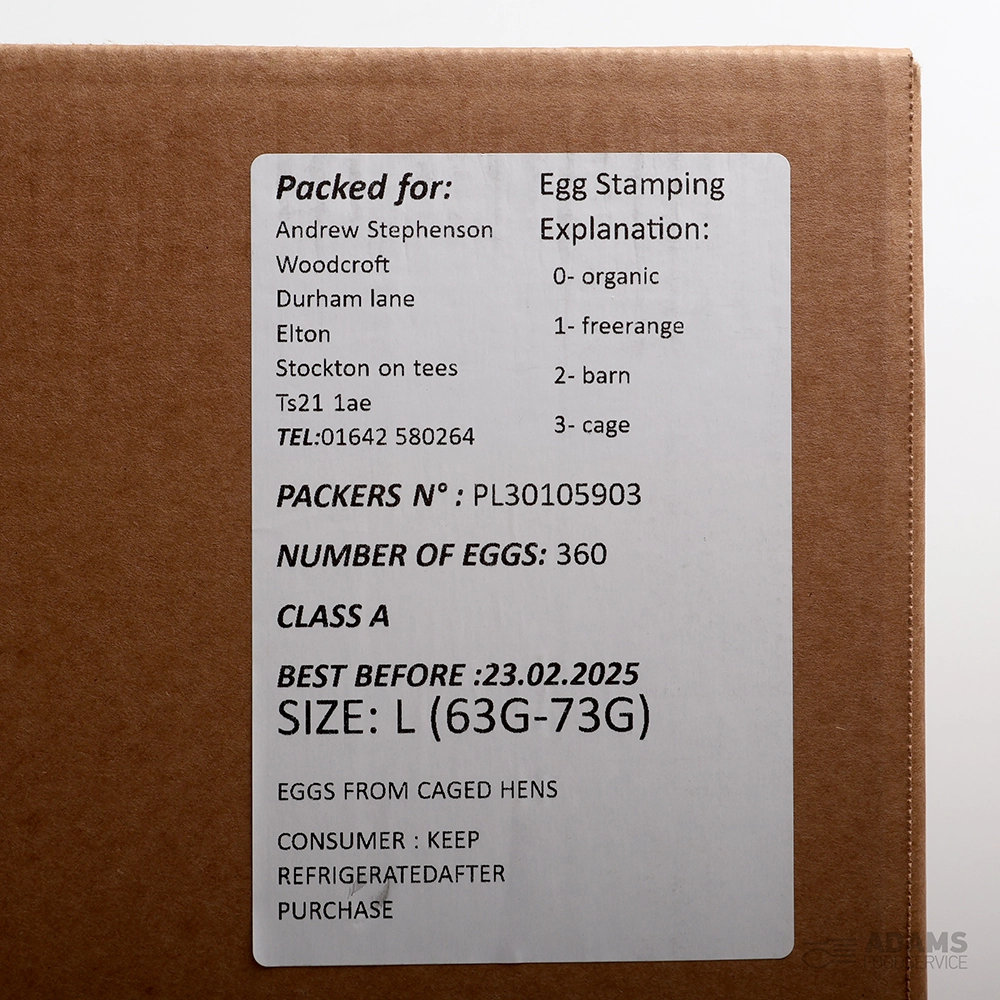 Packed for:
Andrew Stephenson
Woodcroft
Durham lane
Elton
Stockton on tees
Ts21 1ae
TEL:01642 580264
Egg Stamping
Explanation:
0- organic
1- freerange
2- barn
3- cage
PACKERS N° : PL30105903
NUMBER OF EGGS: 360
CLASS A
BEST BEFORE :23.02.2025
SIZE: L (63G-73G)
EGGS FROM CAGED HENS
CONSUMER : KEEP
REFRIGERATEDAFTER
PURCHASE
ADAMS
FOODSERVICE